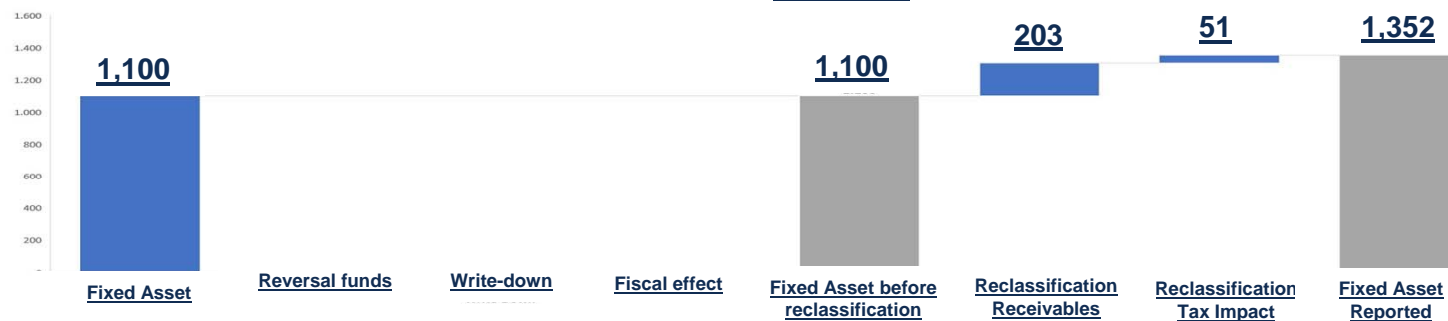 1.600
1.400
1.200
1.000
800
600
400
200
1,100
1,100
203
51
1,352
Fixed Asset
Reversal funds
Write-down
Fiscal effect
Fixed Asset before
reclassification
Reclassification
Receivables
Reclassification
Tax Impact
Fixed Asset
Reported